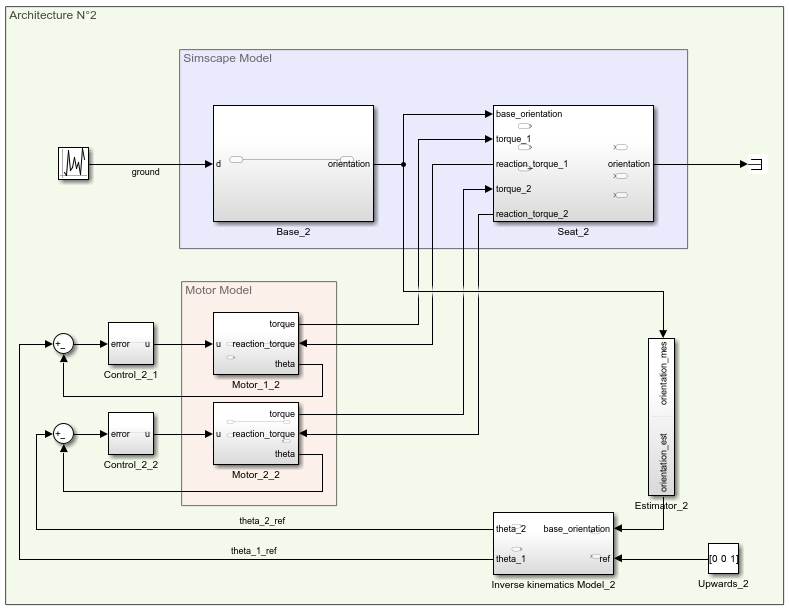 Architecture N°2
Simscape Model
base_orientation
torque_1
d
orientation
reaction_torque_1
orientation
ground
torque_2
reaction_torque_2
Base_2
Seat_2
Motor Model
torque
+_
error
u
u
reaction_torque
theta
Control_2_1
Motor_1_2
orientation_mes
torque
+_
error
u
u
reaction_torque
theta
Control_2_2
Motor_2_2
orientation_est
Estimator_2
theta_2_ref
theta_2
base_orientation
theta_1_ref
theta_1
ref
[0 0 1]
Inverse kinematics Model_2
Upwards_2